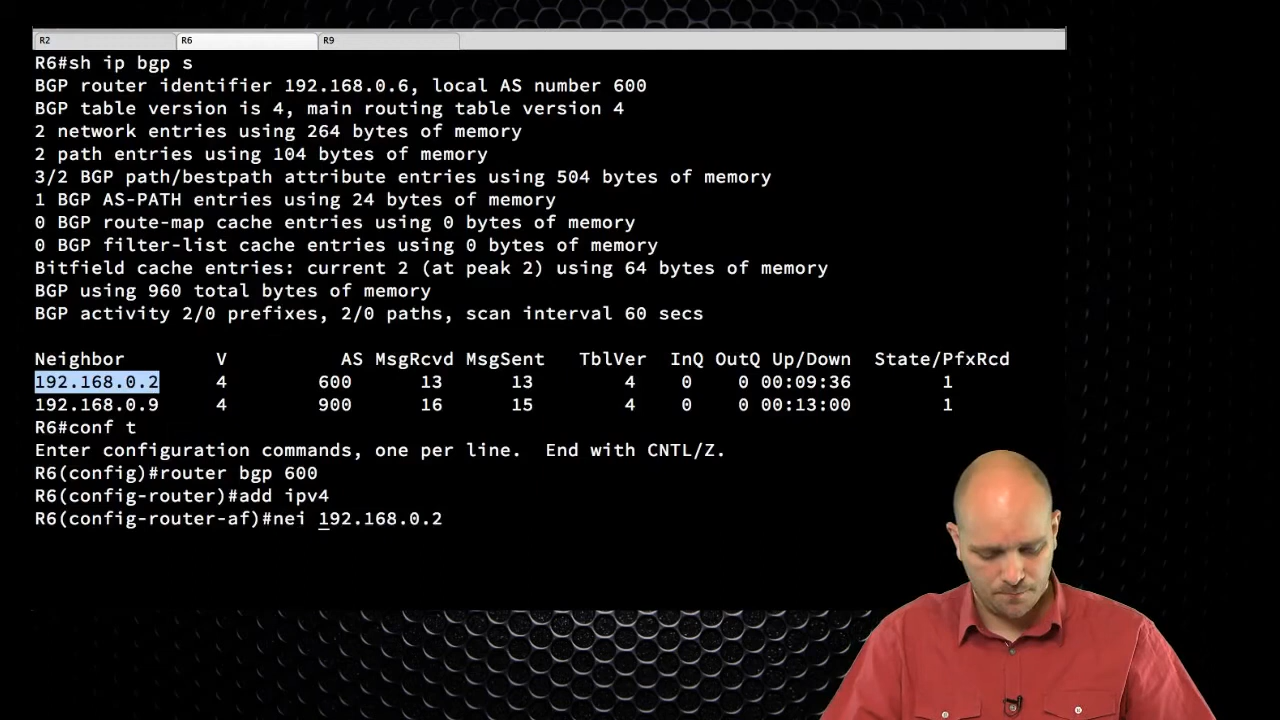 R2 R6 R9
R6#sh ip bgp s
BGP router identifier 192.168.0.6, local AS number 600
BGP table version is 4, main routing table version 4
2 network entries using 264 bytes of memory
2 path entries using 104 bytes of memory
3/2 BGP path/bestpath attribute entries using 504 bytes of memory
1 BGP AS-PATH entries using 24 bytes of memory
0 BGP route-map cache entries using 0 bytes of memory
0 BGP filter-list cache entries using 0 bytes of memory
Bitfield cache entries: current 2 (at peak 2) using 64 bytes of memory
BGP using 960 total bytes of memory
BGP activity 2/0 prefixes, 2/0 paths, scan interval 60 secs
Neighbor V AS MsgRcvd MsgSent TblVer InQ OutQ Up/Down State/PfxRcd
192.168.0.2 4 600 13 13 4 0 0 00:09:36 1
192.168.0.9 4 900 16 15 4 0 0 00:13:00 1
R6#conf t
Enter configuration commands, one per line. End with CNTL/Z.
R6(config)#router bgp 600
R6(config-router)#add ipv4
R6(config-router-af)#nei 192.168.0.2